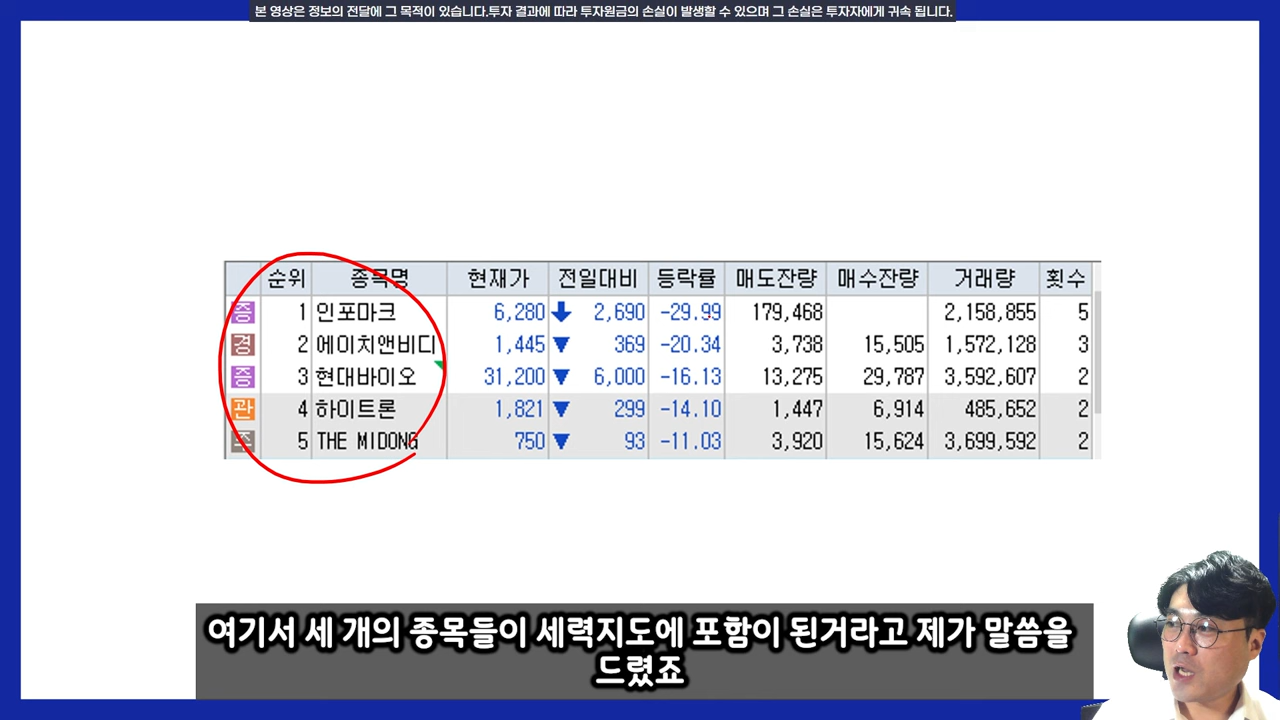 본 영상은 정보의 전달에 그 목적이 있습니다.투자 결과에 따라 투자원금의 손실이 발생할 수 있으며 그 손실은 투자자에게 귀속 됩니다.
순위 종목명 현재가 전일대비 등락률 매도잔량 매수잔량 거래량 횟수
증 1 인포마크 6,280 2,690 -29.99 179,468 2,158,855 5
경 2 에이치앤비디 1,445 ▼ 369 -20.34 3,738 15,505 1,572,128 3
증 3 현대바이오 31,200 ▼ 6,000 -16.13 13,275 29,787 3,592,607 2
관 4 하이트론 1,821 ▼ 299 -14.10 1,447 6,914 485,652 2
주 5 THE MIDONG 750 ▼ 93 -11.03 3,920 15,624 3,699,592 2
여기서 세 개의 종목들이 세력지도에 포함이 된거라고 제가 말씀을
드렸죠